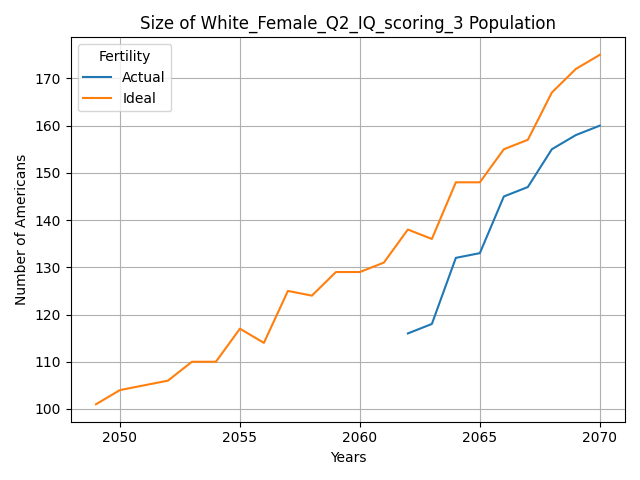 Size of White_Female_Q2_IQ_scoring_3 Population
Fertility
Actual
Ideal
Number of Americans
170
160
150
140
130
120
110
100
2050
2055
2060
2065
2070
Years